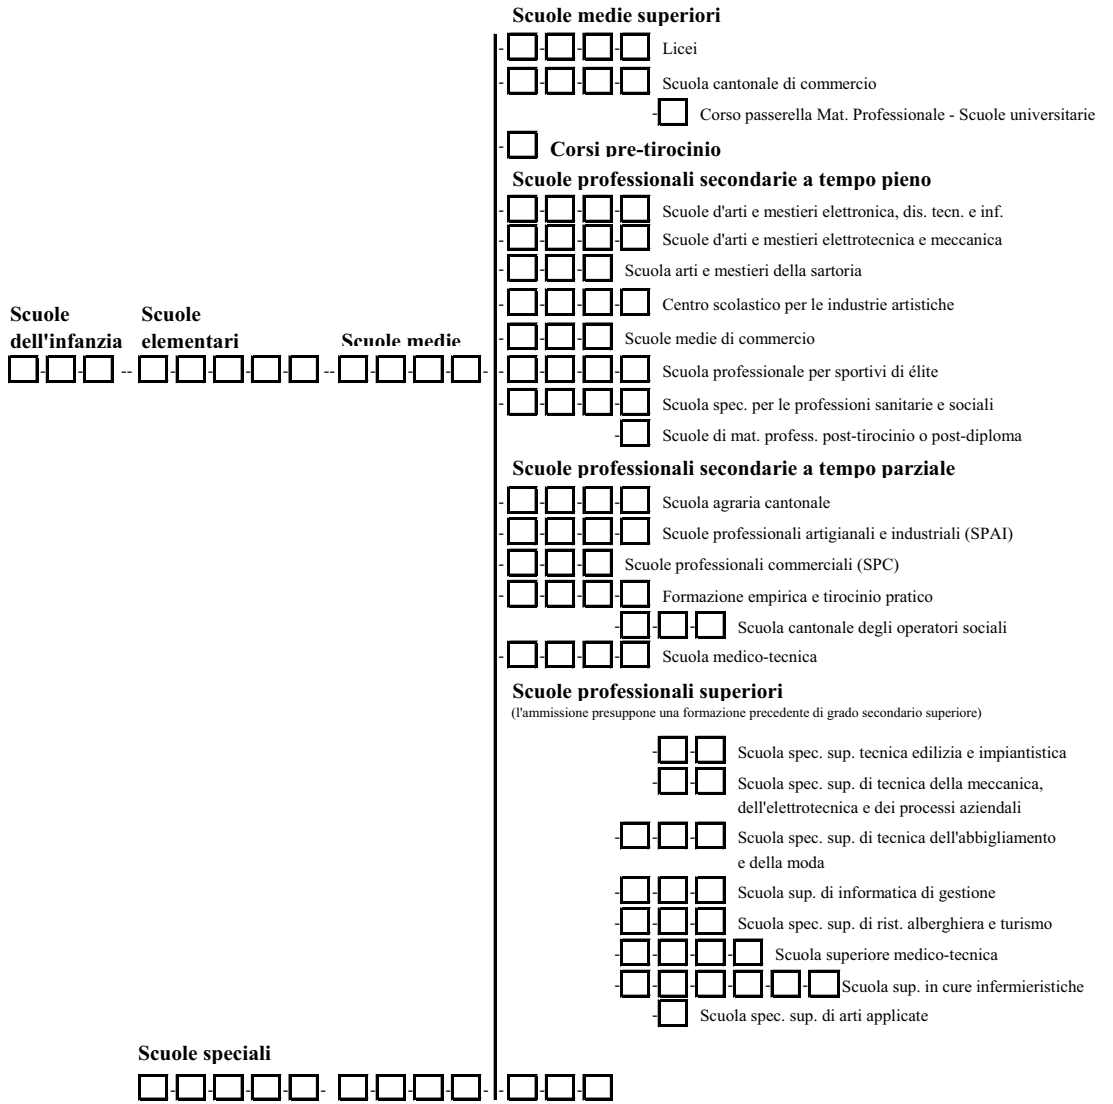 Scuole medie superiori
Licei
Scuola cantonale di commercio
Corso passerella Mat. Professionale - Scuole universitarie
Corsi pre-tirocinio
Scuole professionali secondarie a tempo pieno
Scuole d'arti e mestieri elettronica, dis. tecn. e inf.
Scuole d'arti e mestieri elettrotecnica e meccanica
Scuola arti e mestieri della sartoria
Centro scolastico per le industrie artistiche
Scuole medie di commercio
Scuola professionale per sportivi di élite
Scuola spec. per le professioni sanitarie e sociali
Scuole di mat. profess. post-tirocinio o post-diploma
Scuole
dell'infanzia
Scuole
elementari
Scuole medie
Scuole professionali secondarie a tempo parziale
Scuola agraria cantonale
Scuole professionali artigianali e industriali (SPAI)
Scuole professionali commerciali (SPC)
Formazione empirica e tirocinio pratico
Scuola cantonale degli operatori sociali
Scuola medico-tecnica
Scuole professionali superiori
(l'ammissione presuppone una formazione precedente di grado secondario superiore)
Scuola spec. sup. tecnica edilizia e impiantistica
Scuola spec. sup. di tecnica della meccanica,
dell'elettrotecnica e dei processi aziendali
Scuola spec. sup. di tecnica dell'abbigliamento
e della moda
Scuola sup. di informatica di gestione
Scuola spec. sup. di rist. alberghiera e turismo
Scuola superiore medico-tecnica
Scuola sup. in cure infermieristiche
Scuola spec. sup. di arti applicate
Scuole speciali